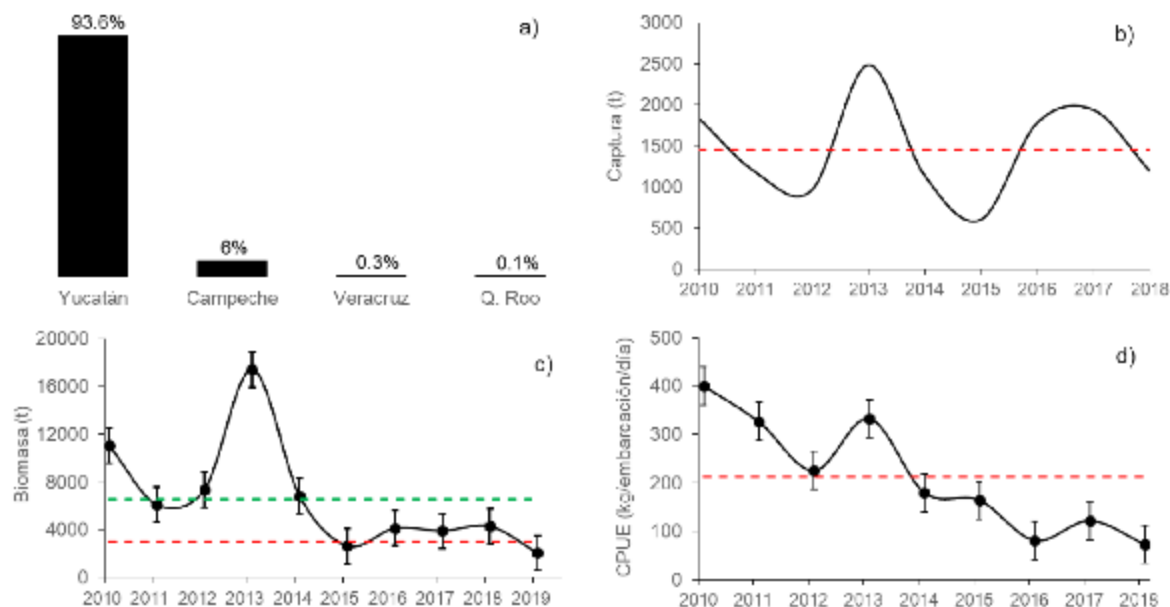 93.6%
6%
0.3%
0.1%
Yucatán
Campeche
Veracruz
Q. Roo
a)
b)
Captura (t)
3000
2500
2000
1500
1000
500
0
2010 2011 2012 2013 2014 2015 2016 2017 2018
c)
Biomasa (t)
20000
16000
12000
8000
4000
0
2010 2011 2012 2013 2014 2015 2016 2017 2018 2019
d)
CPUE (kg/embarcación/día)
500
400
300
200
100
0
2010 2011 2012 2013 2014 2015 2016 2017 2018